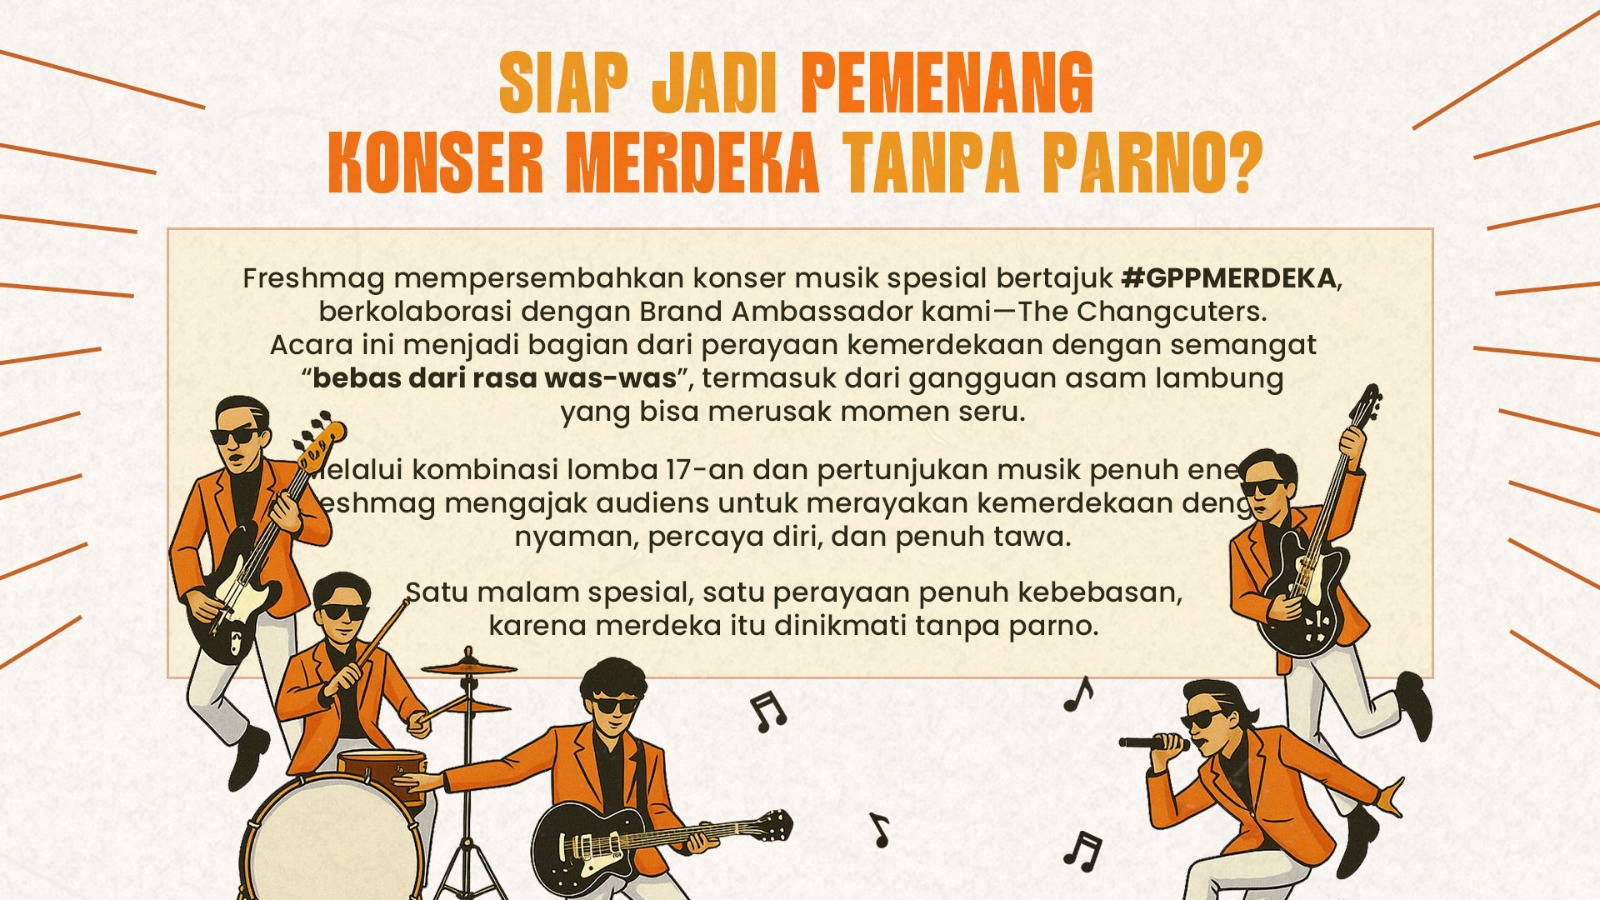 SIAP JADI PEMENANG
KONSER MERDEKA TANPA PARNO?
Freshmag mempersembahkan konser musik spesial bertajuk #GPPMERDEKA,
berkolaborasi dengan Brand Ambassador kami—The Changcuters.
Acara ini menjadi bagian dari perayaan kemerdekaan dengan semangat
“bebas dari rasa was-was”, termasuk dari gangguan asam lambung
yang bisa merusak momen seru.
kombinasi lomba 17-an dan pertunjukan musik penuh
mengajak audiens untuk merayakan kemerdekaan
nyaman, percaya diri, dan penuh tawa.
Satu malam spesial, satu perayaan penuh kebebasan,
karena merdeka itu dinikmati tanpa parno.